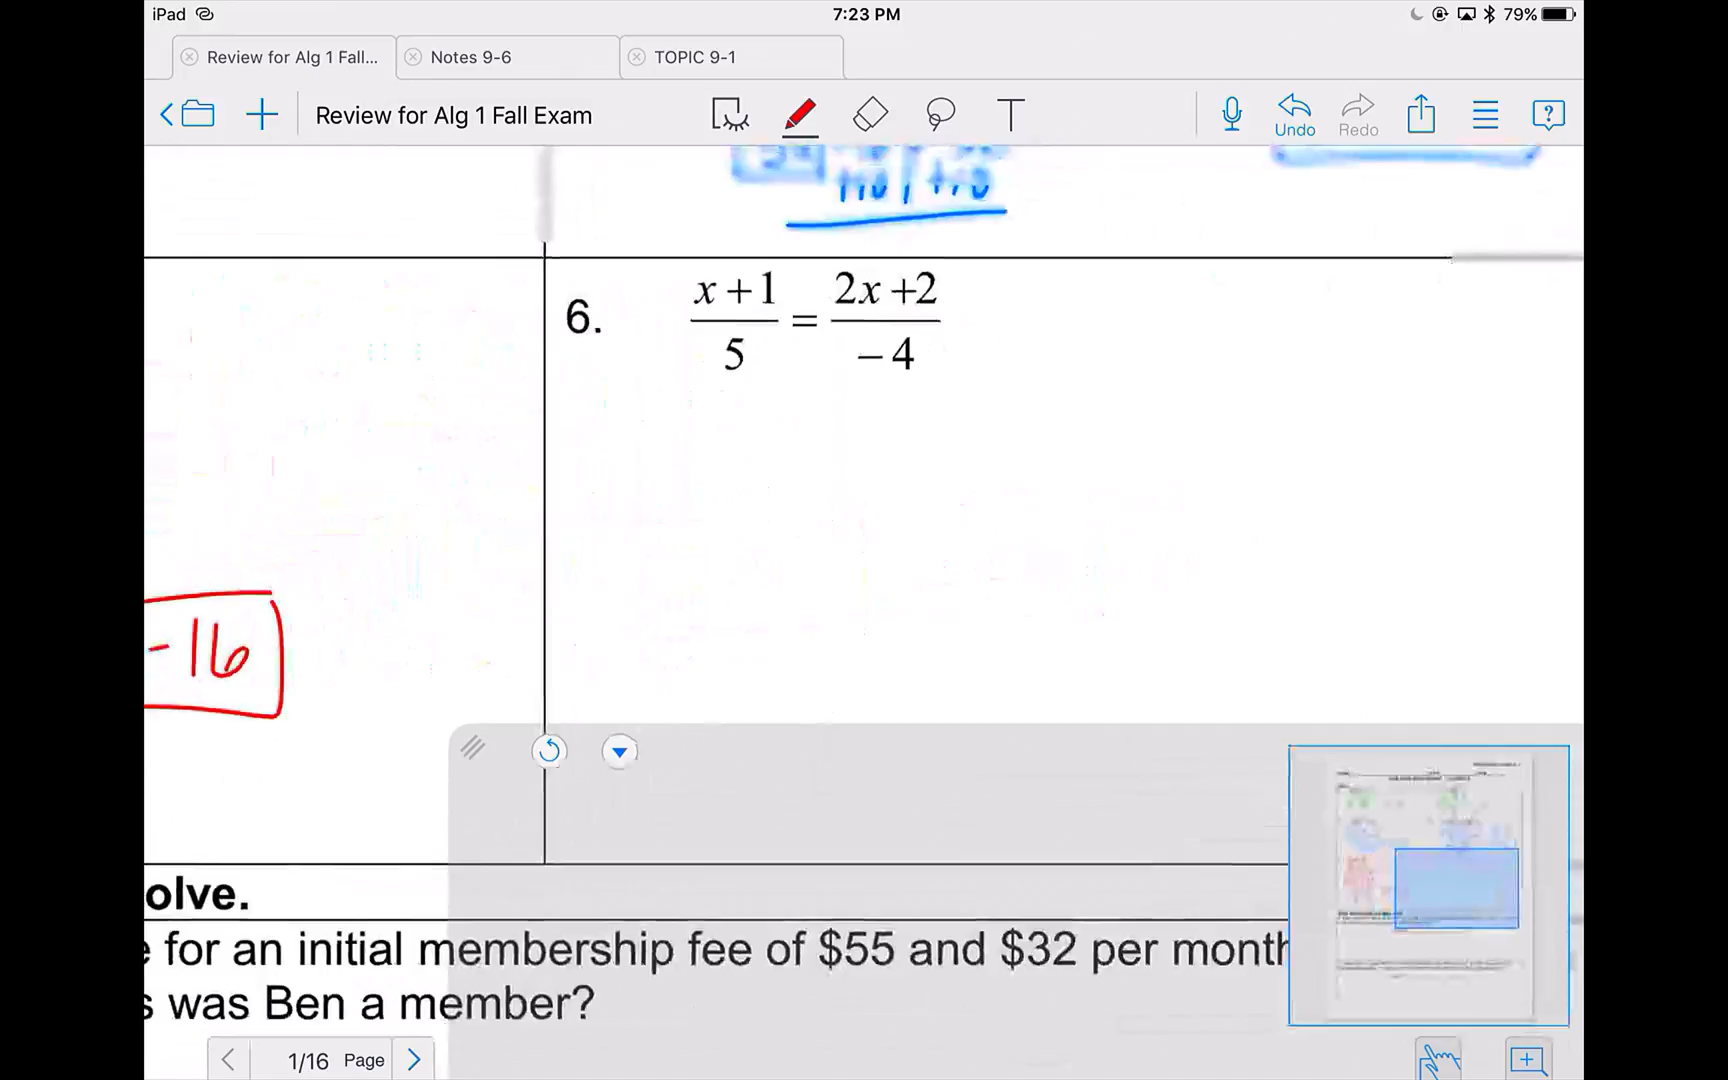 iPad 7:23 PM 79%
Review for Alg 1 Fall... Notes 9-6 TOPIC 9-1
Review for Alg 1 Fall Exam T Undo Redo ?
6. x+1/5 = 2x+2/-4
-16
olve.
e for an initial membership fee of $55 and $32 per month
s was Ben a member?
1/16 Page